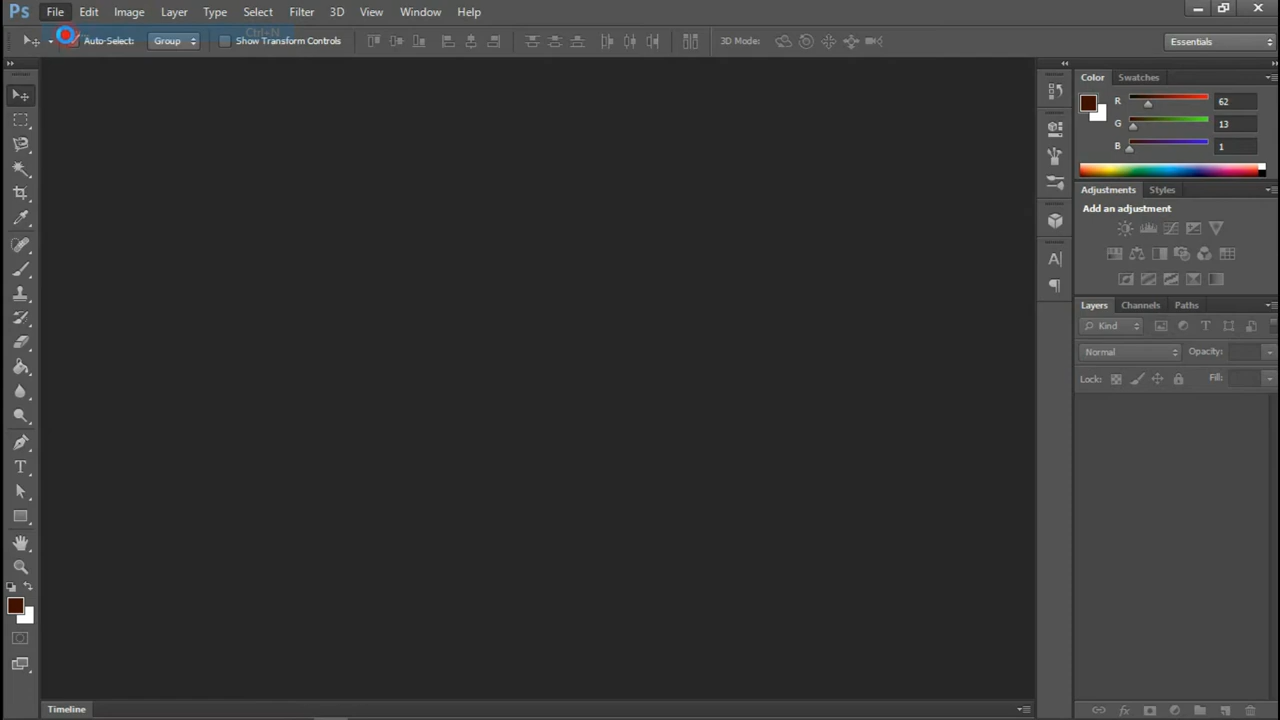 Ps File Edit Image Layer Type Select Filter 3D View Window Help
Ctrl+N
Auto-Select: Group Show Transform Controls 3D Mode: Essentials
Color Swatches
R 62
G 13
B 1
Adjustments Styles
Add an adjustment
Layers Channels Paths
Kind
Normal Opacity:
Lock: Fill:
T
A
Timeline
fx